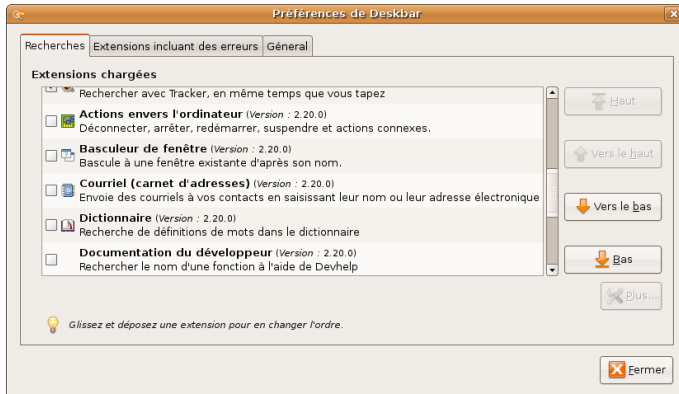 Préférences de Deskbar
Recherches Extensions incluant des erreurs Géneral
Extensions chargées
Rechercher avec Tracker, en même temps que vous tapez
Actions envers l'ordinateur (Version : 2.20.0)
Déconnecter, arrêter, redémarrer, suspendre et actions connexes.
Basculeur de fenêtre (Version : 2.20.0)
Bascule à une fenêtre existante d'après son nom.
Courriel (carnet d'adresses) (Version : 2.20.0)
Envoie des courriels à vos contacts en saisissant leur nom ou leur adresse électronique
Dictionnaire (Version : 2.20.0)
Recherche de définitions de mots dans le dictionnaire
Documentation du développeur (Version : 2.20.0)
Rechercher le nom d'une fonction à l'aide de Devhelp
Haut
Vers le haut
Vers le bas
Bas
Plus...
Glissez et déposez une extension pour en changer l'ordre.
Fermer